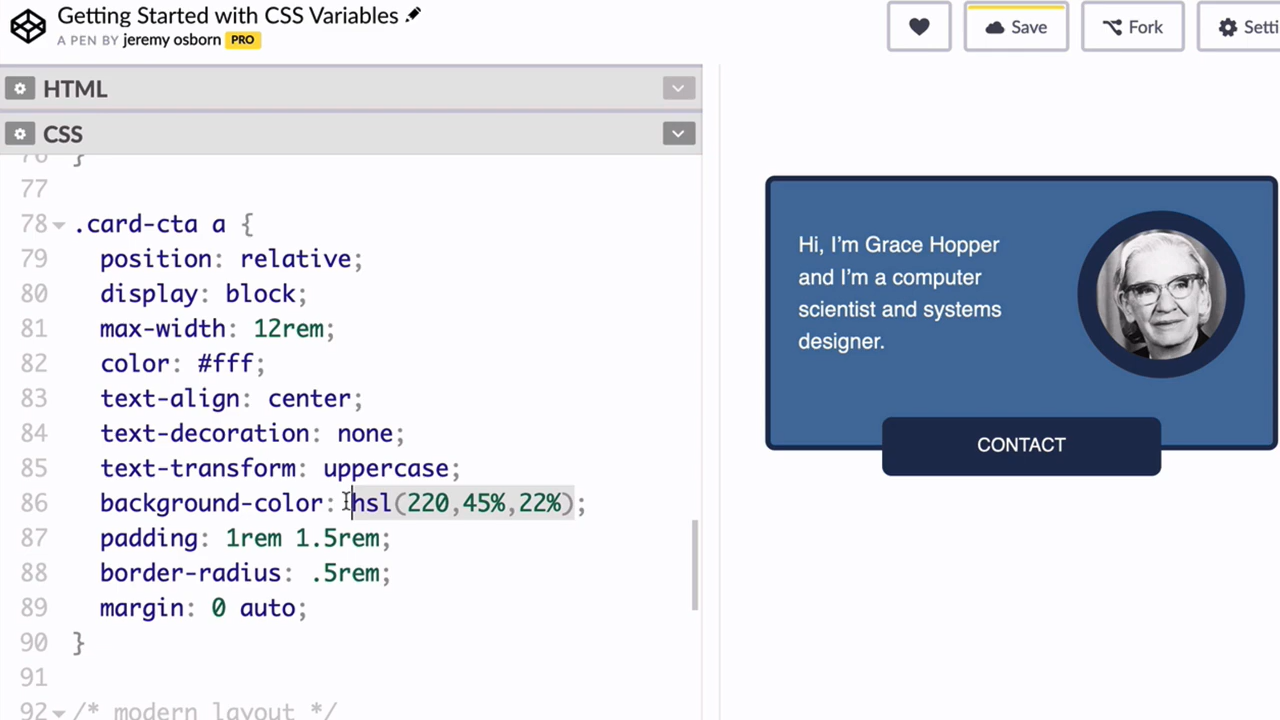 Getting Started with CSS Variables
A PEN BY jeremy osborn PRO
Save
Fork
Setti
HTML
CSS
76 }
77
78 .card-cta a {
79 position: relative;
80 display: block;
81 max-width: 12rem;
82 color: #fff;
83 text-align: center;
84 text-decoration: none;
85 text-transform: uppercase;
86 background-color: hsl(220,45%,22%);
87 padding: 1rem 1.5rem;
88 border-radius: .5rem;
89 margin: 0 auto;
90 }
91
92 /* modern layout */
Hi, I'm Grace Hopper
and I'm a computer
scientist and systems
designer.
CONTACT